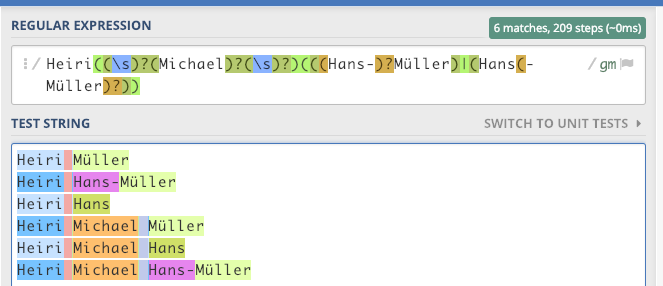 REGULAR EXPRESSION 6 matches, 209 steps (~0ms)
/ Heiri((\s)?(Michael)?(\s)?)(((Hans-)?Müller)|(Hans(- / gm
Müller)?))
TEST STRING SWITCH TO UNIT TESTS
Heiri Müller
Heiri Hans-Müller
Heiri Hans
Heiri Michael Müller
Heiri Michael Hans
Heiri Michael Hans-Müller